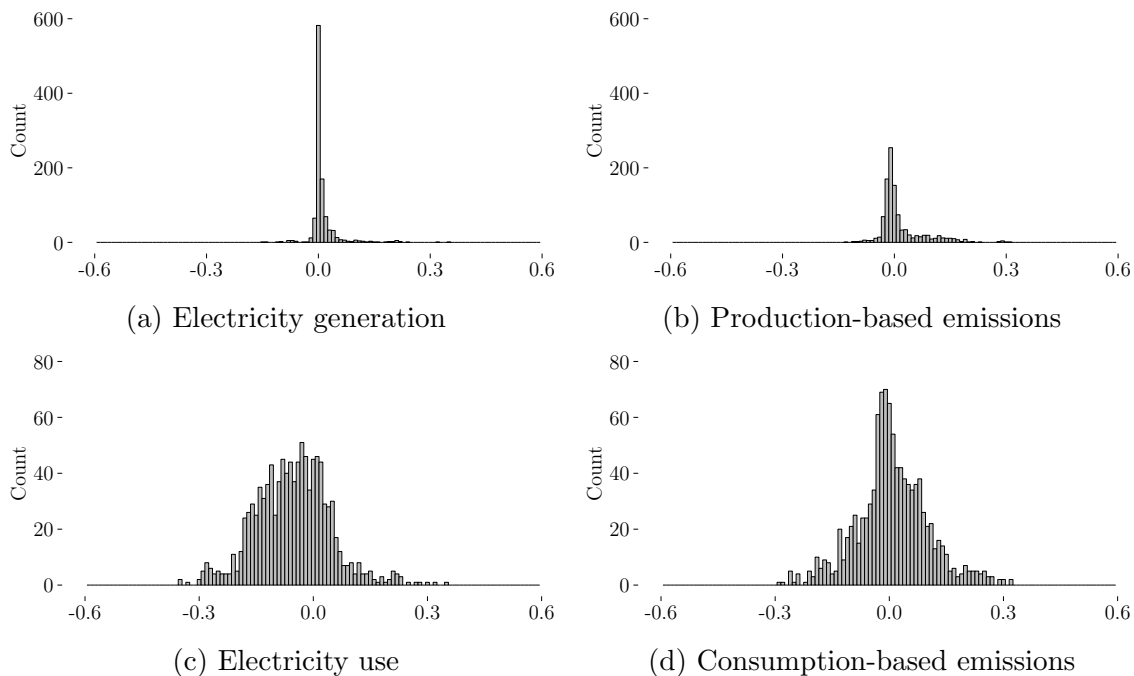 600
400
200
0
Count
-0.6 -0.3 0.0 0.3 0.6
(a) Electricity generation
600
400
200
0
Count
-0.6 -0.3 0.0 0.3 0.6
(b) Production-based emissions
80
60
40
20
0
Count
-0.6 -0.3 0.0 0.3 0.6
(c) Electricity use
80
60
40
20
0
Count
-0.6 -0.3 0.0 0.3 0.6
(d) Consumption-based emissions